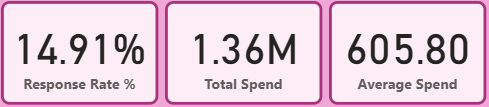 14.91%
Response Rate %
1.36M
Total Spend
605.80
Average Spend